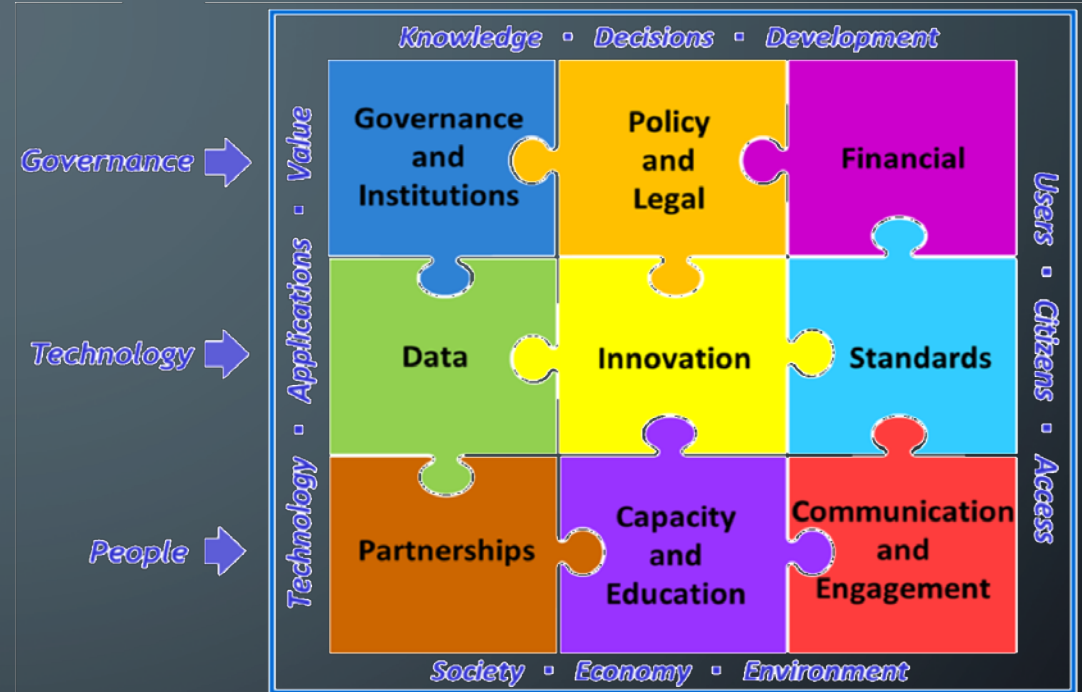 Knowledge ▪ Decisions ▪ Development
Governance
Technology ▪ Applications ▪ Value
Governance
and
Institutions
Policy
and
Legal
Financial
Users ▪ Citizens ▪ Access
Technology
Data
Innovation
Standards
People
Partnerships
Capacity
and
Education
Communication
and
Engagement
Society ▪ Economy ▪ Environment